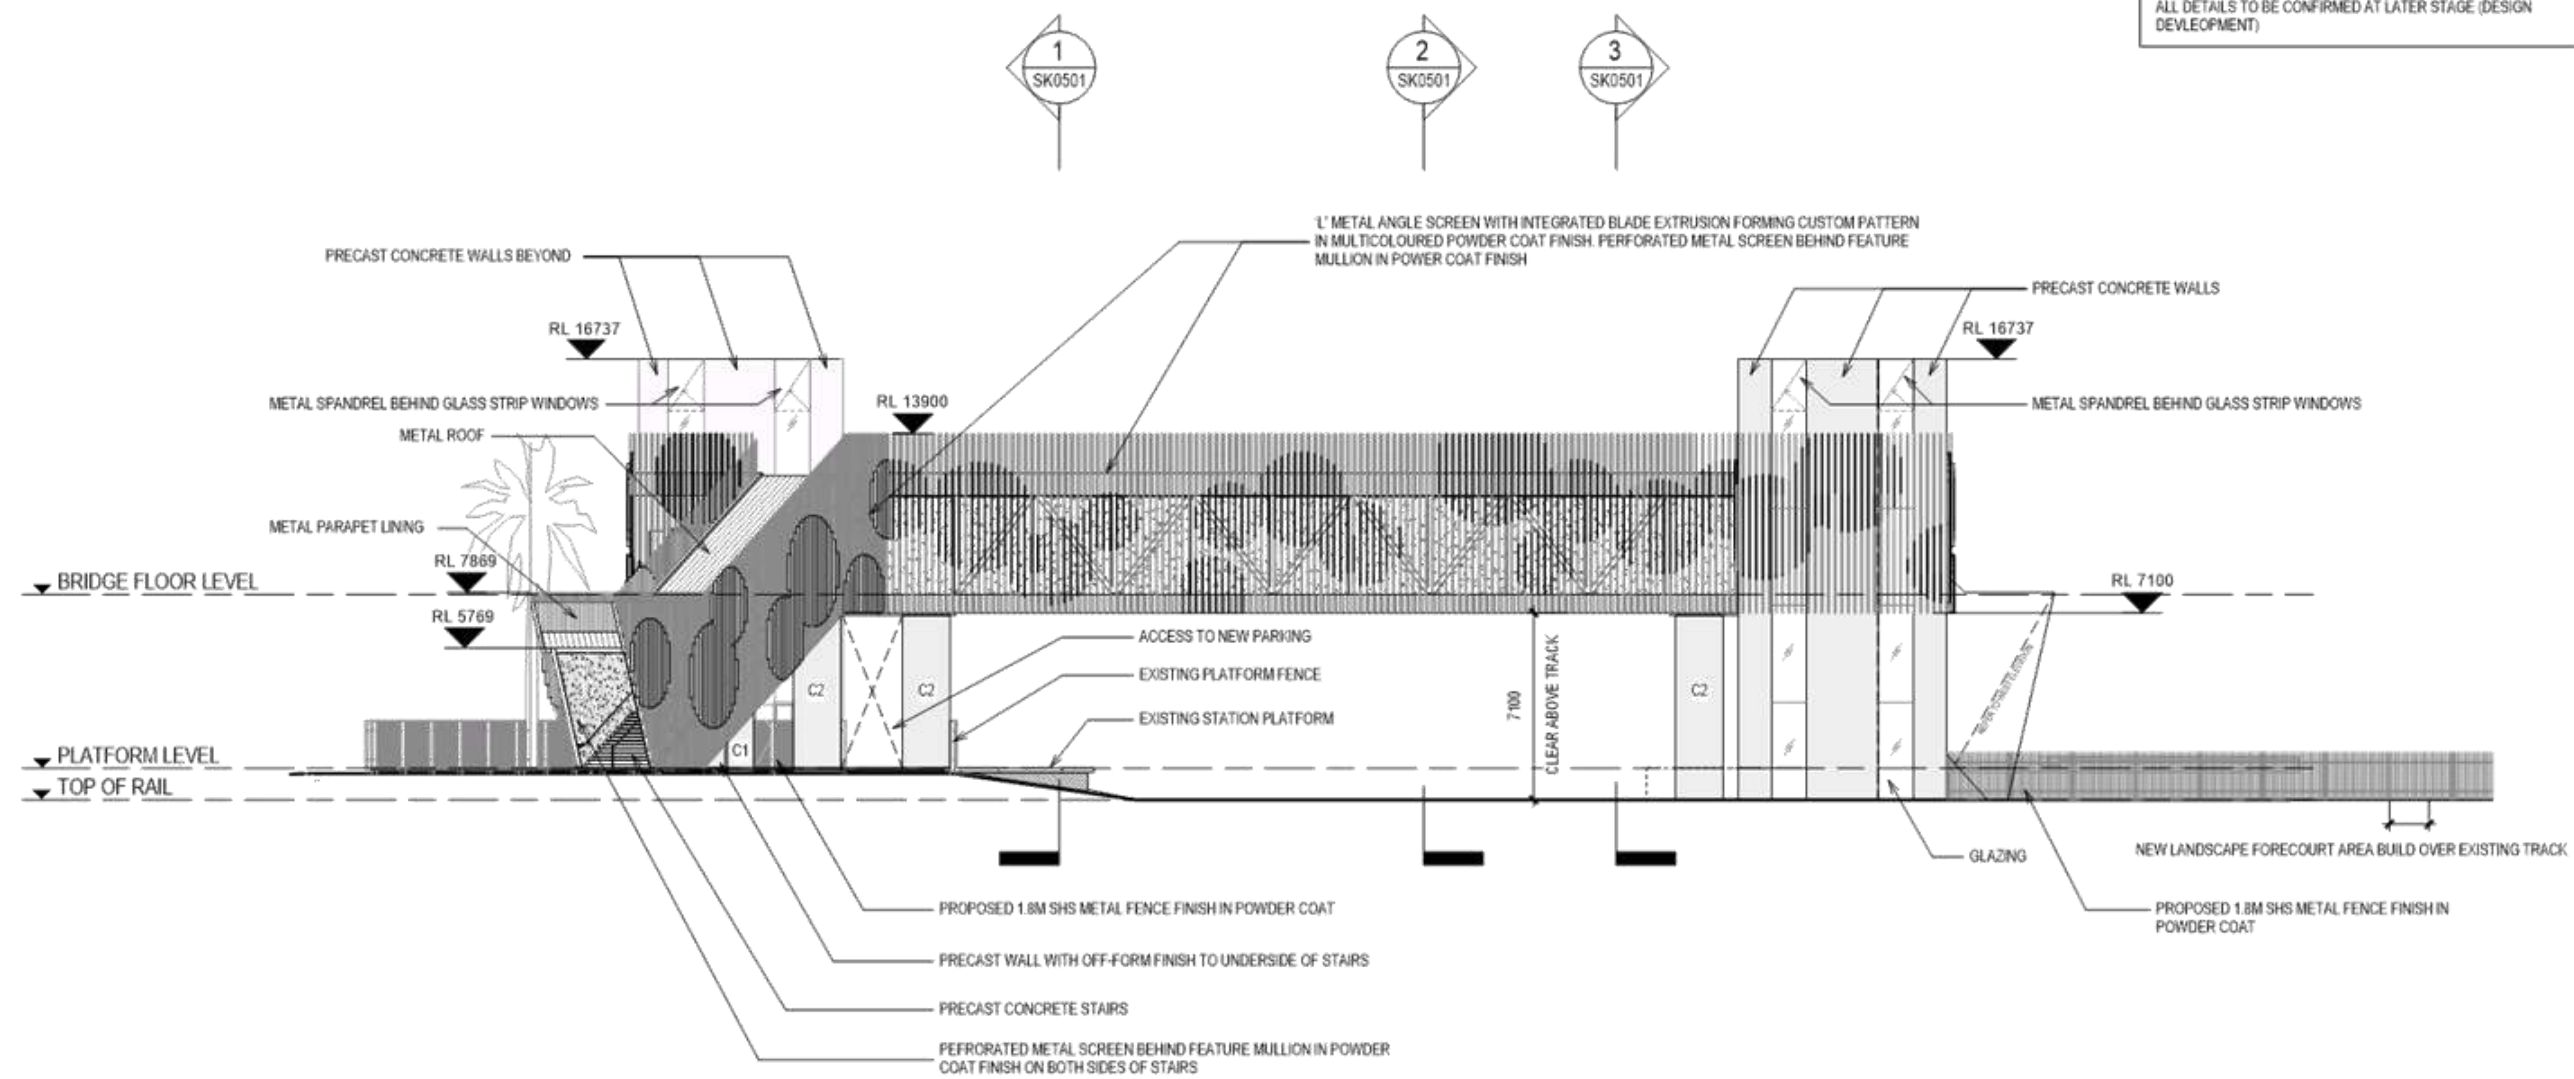 ALL DETAILS TO BE CONFIRMED AT LATER STAGE (DESIGN
DEVLEOPMENT)
1
SK0501
2
SK0501
3
SK0501
'L' METAL ANGLE SCREEN WITH INTEGRATED BLADE EXTRUSION FORMING CUSTOM PATTERN
IN MULTICOLOURED POWDER COAT FINISH. PERFORATED METAL SCREEN BEHIND FEATURE
MULLION IN POWER COAT FINISH
PRECAST CONCRETE WALLS BEYOND
PRECAST CONCRETE WALLS
RL 16737
RL 16737
METAL SPANDREL BEHIND GLASS STRIP WINDOWS
RL 13900
METAL SPANDREL BEHIND GLASS STRIP WINDOWS
METAL ROOF
METAL PARAPET LINING
RL 7869
BRIDGE FLOOR LEVEL
RL 7100
RL 5769
ACCESS TO NEW PARKING
EXISTING PLATFORM FENCE
EXISTING STATION PLATFORM
C2
C2
C2
C1
7100
CLEAR ABOVE TRACK
PLATFORM LEVEL
TOP OF RAIL
GLAZING
NEW LANDSCAPE FORECOURT AREA BUILD OVER EXISTING TRACK
PROPOSED 1.8M SHS METAL FENCE FINISH IN POWDER COAT
PROPOSED 1.8M SHS METAL FENCE FINISH IN
POWDER COAT
PRECAST WALL WITH OFF-FORM FINISH TO UNDERSIDE OF STAIRS
PRECAST CONCRETE STAIRS
PEFRORATED METAL SCREEN BEHIND FEATURE MULLION IN POWDER
COAT FINISH ON BOTH SIDES OF STAIRS